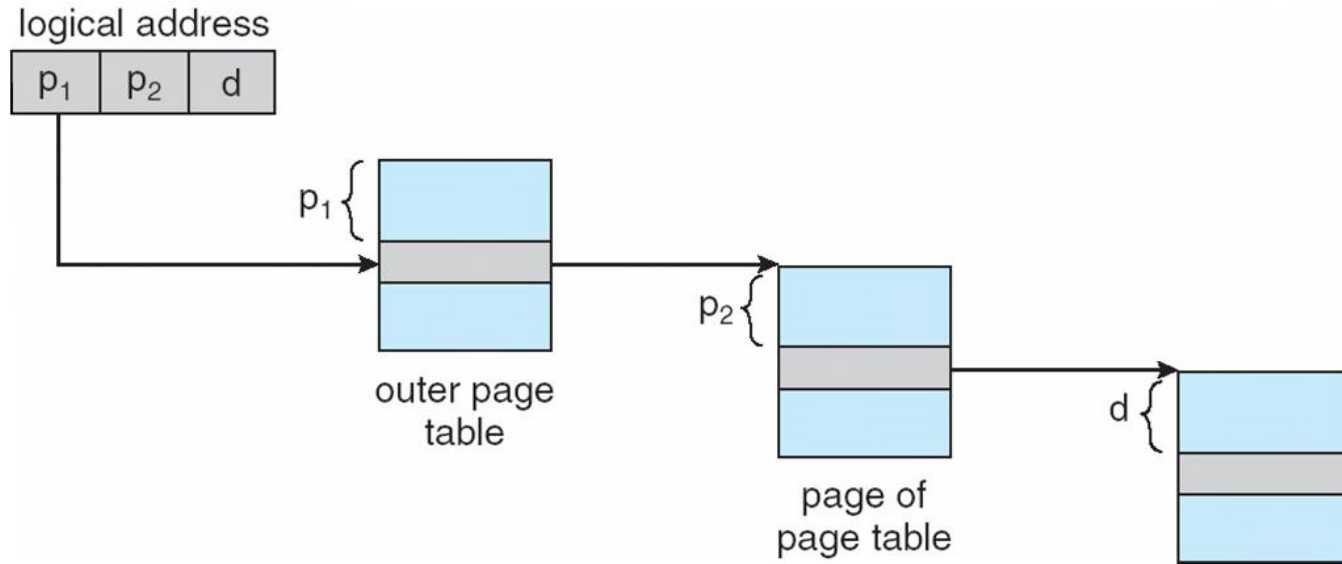 logical address
p₁ p₂ d
p₁
outer page
table
p₂
page of
page table
d